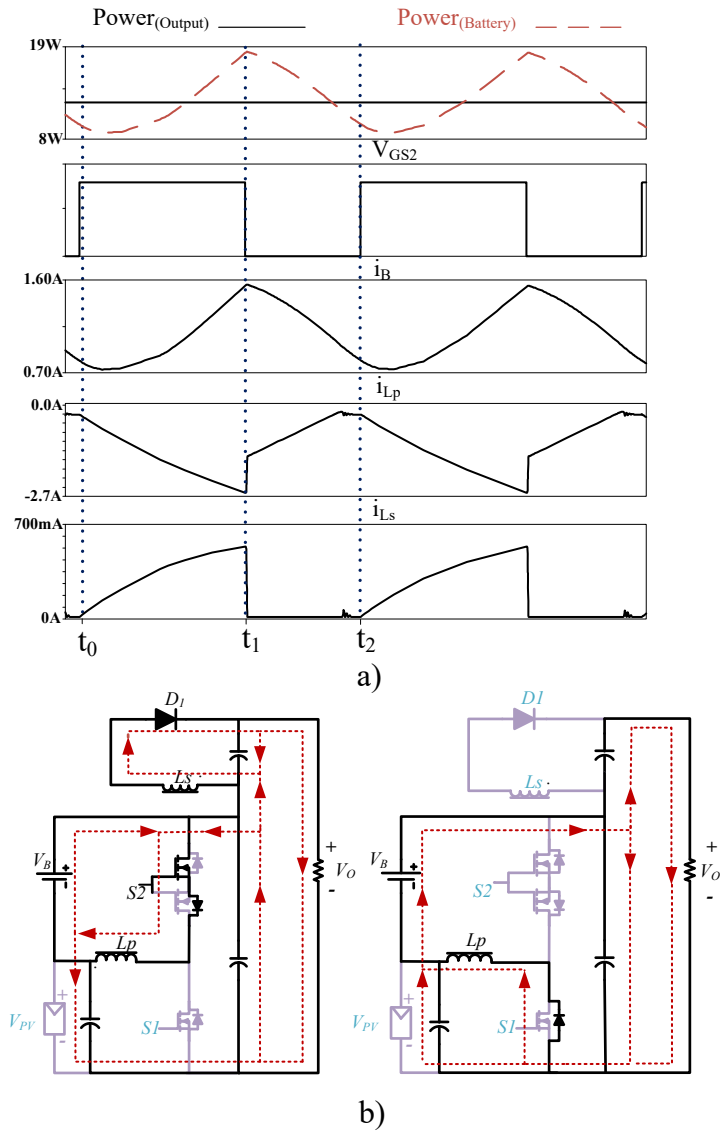 Power(Output) Power(Battery)
19W
8W
VGS2
iB
1.60A
0.70A
iLp
0.0A
-2.7A
iLs
700mA
0A
t0 t1 t2
a)
D1 D1
Ls Ls
VB + - S2 Lp + VO - VB + - S2 Lp + VO -
VPV + - S1 VPV + - S1
b)